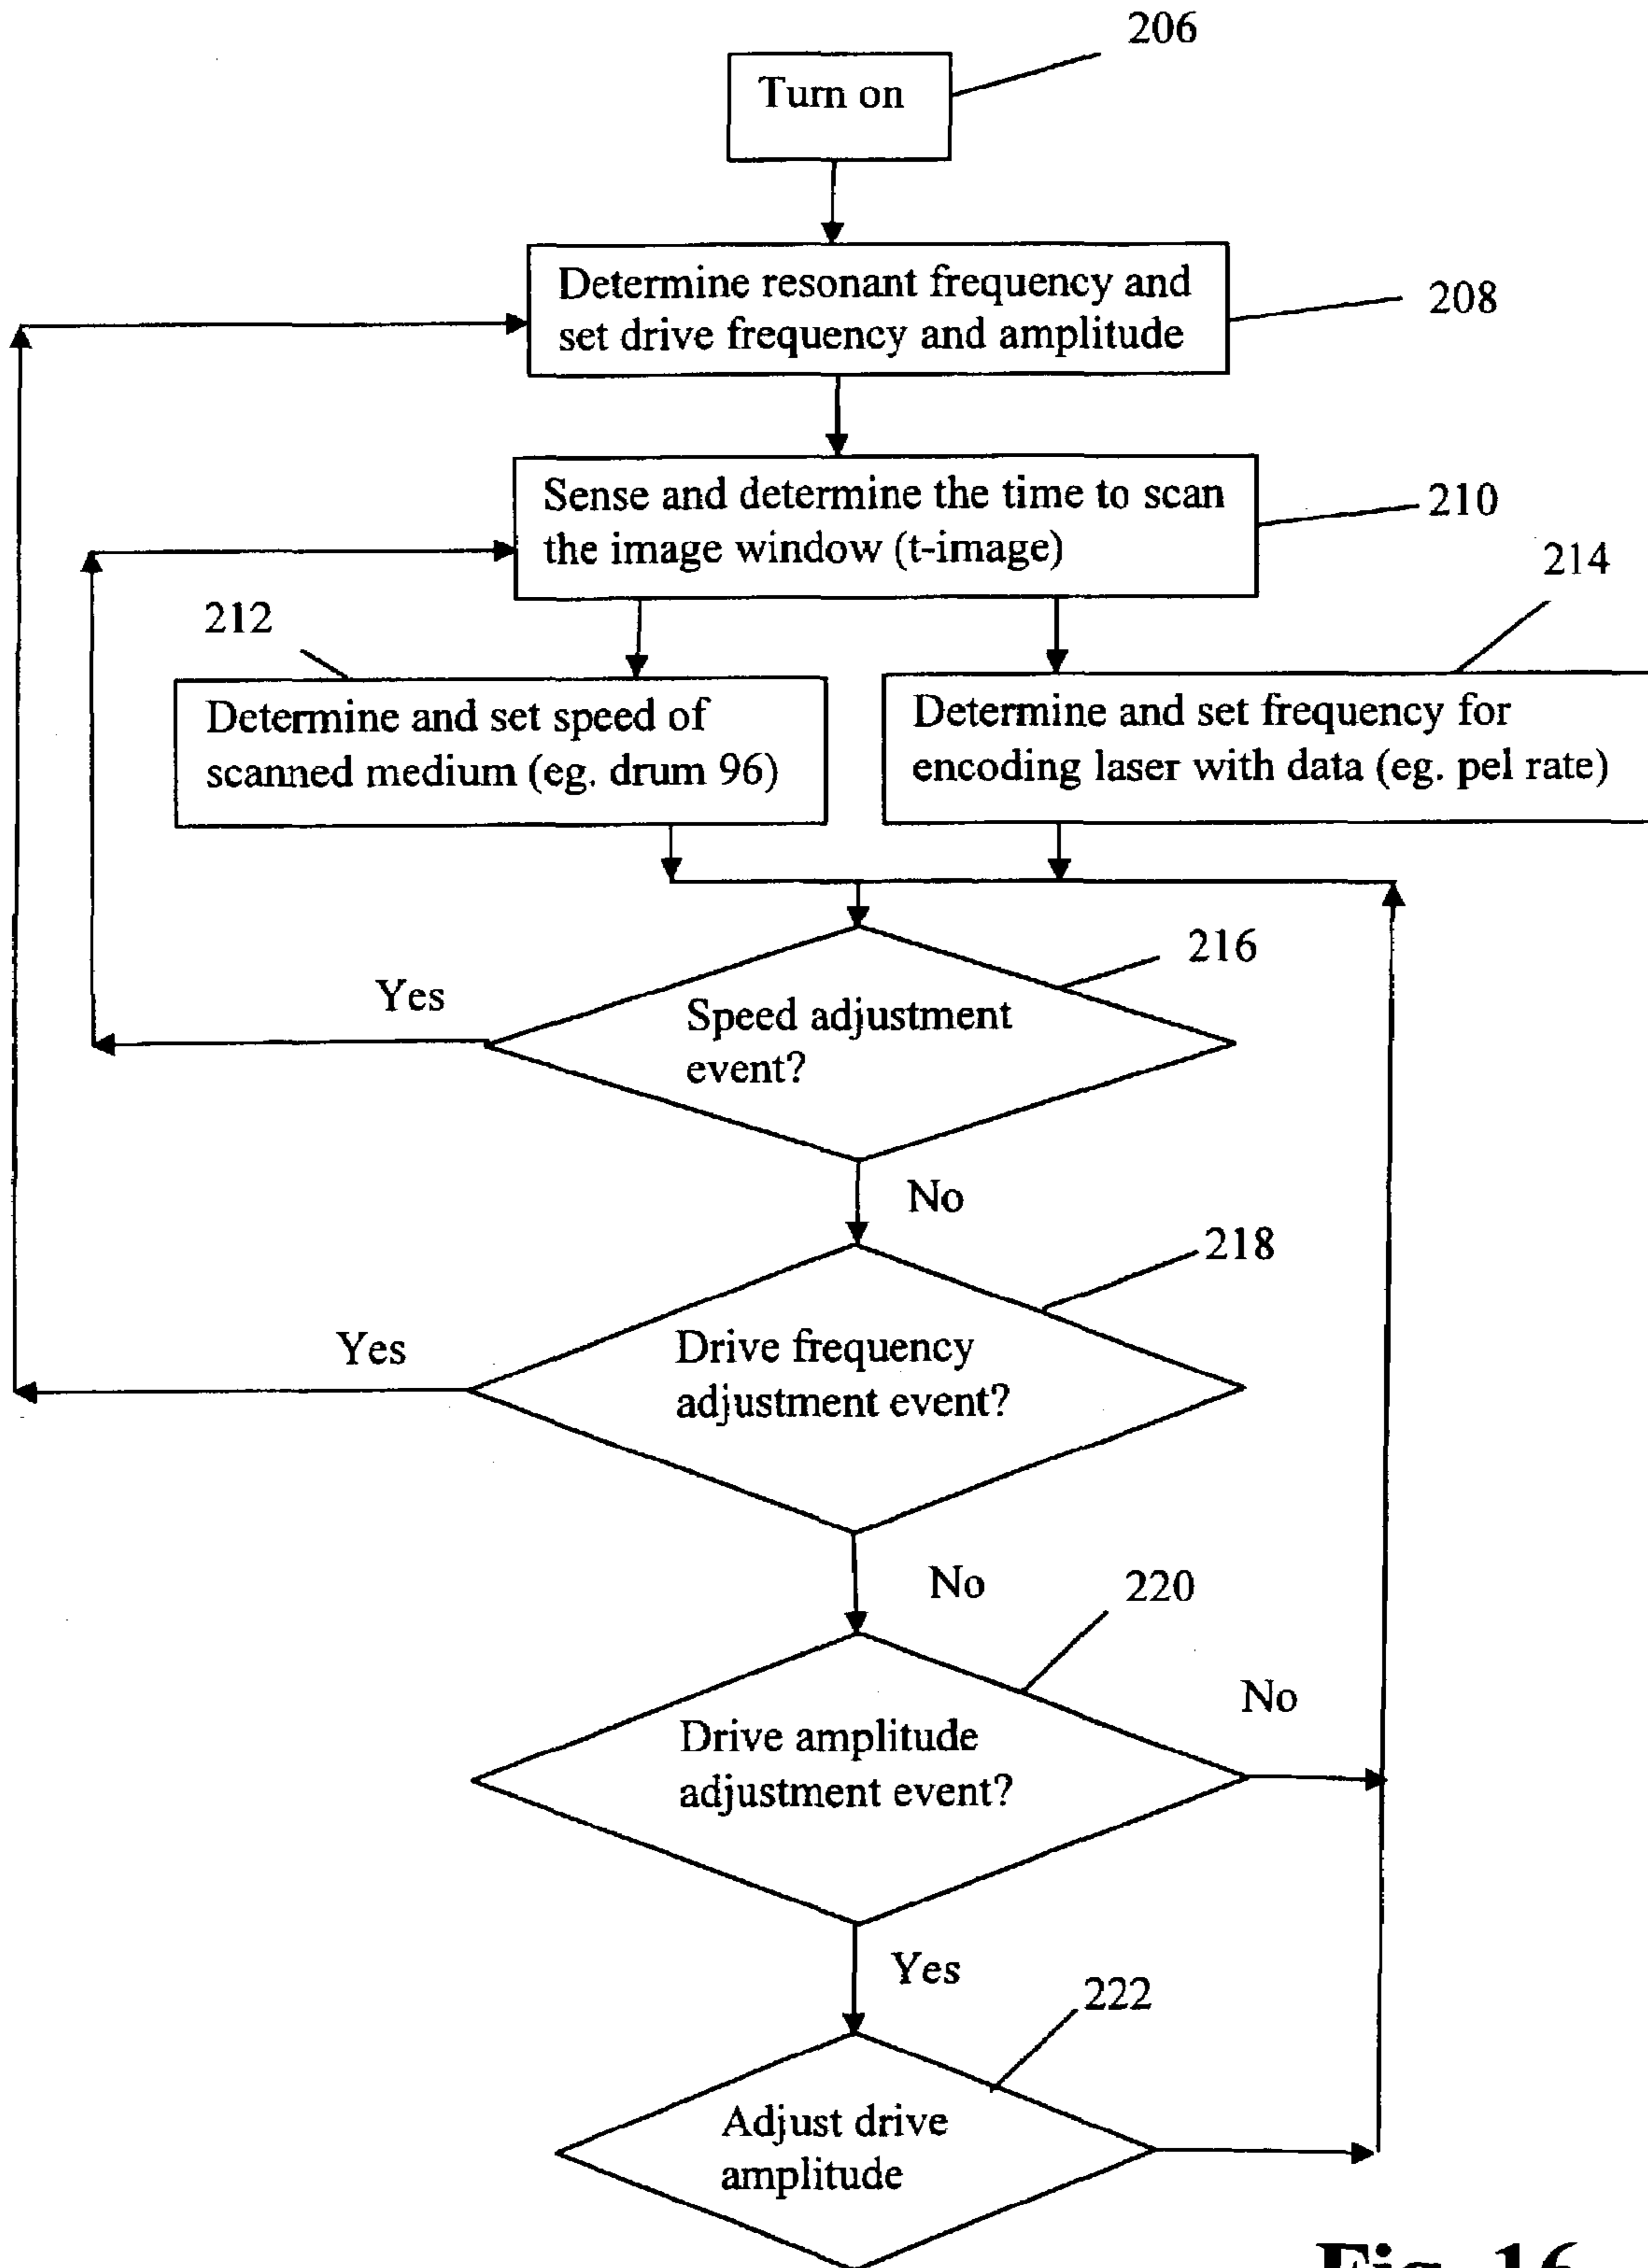 206
Turn on
Determine resonant frequency and
set drive frequency and amplitude
208
Sense and determine the time to scan
the image window (t-image)
210
214
212
Determine and set speed of
scanned medium (eg. drum 96)
Determine and set frequency for
encoding laser with data (eg. pel rate)
216
Yes
Speed adjustment
event?
No
218
Yes
Drive frequency
adjustment event?
No
220
No
Drive amplitude
adjustment event?
Yes
222
Adjust drive
amplitude
Fig. 16